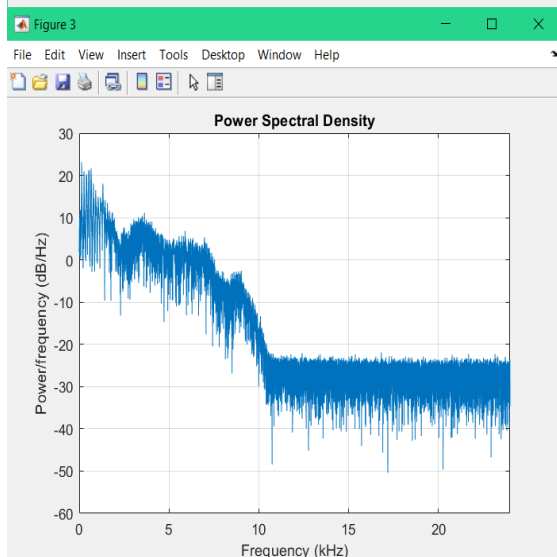 Figure 3
File Edit View Insert Tools Desktop Window Help
Power Spectral Density
30
20
10
0
-10
-20
-30
-40
-50
-60
Power/frequency (dB/Hz)
0 5 10 15 20
Frequency (kHz)